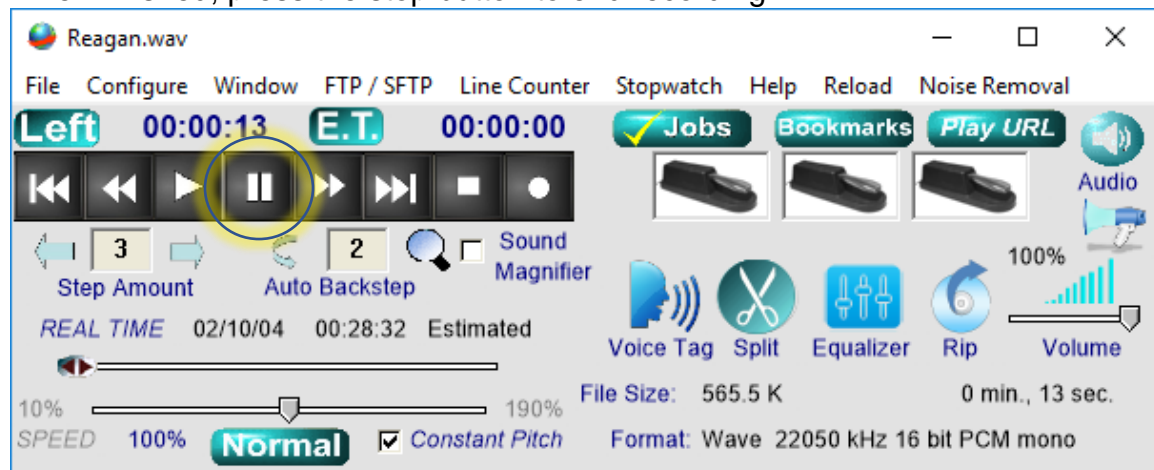 Reagan.wav
File Configure Window FTP / SFTP Line Counter Stopwatch Help Reload Noise Removal
Left 00:00:13 E.T. 00:00:00 Jobs Bookmarks Play URL
Audio
3 2 Sound
Magnifier
Step Amount Auto Backstep
100%
REAL TIME 02/10/04 00:28:32 Estimated
Voice Tag Split Equalizer Rip Volume
File Size: 565.5 K 0 min., 13 sec.
10% 190%
SPEED 100% Normal Constant Pitch Format: Wave 22050 kHz 16 bit PCM mono